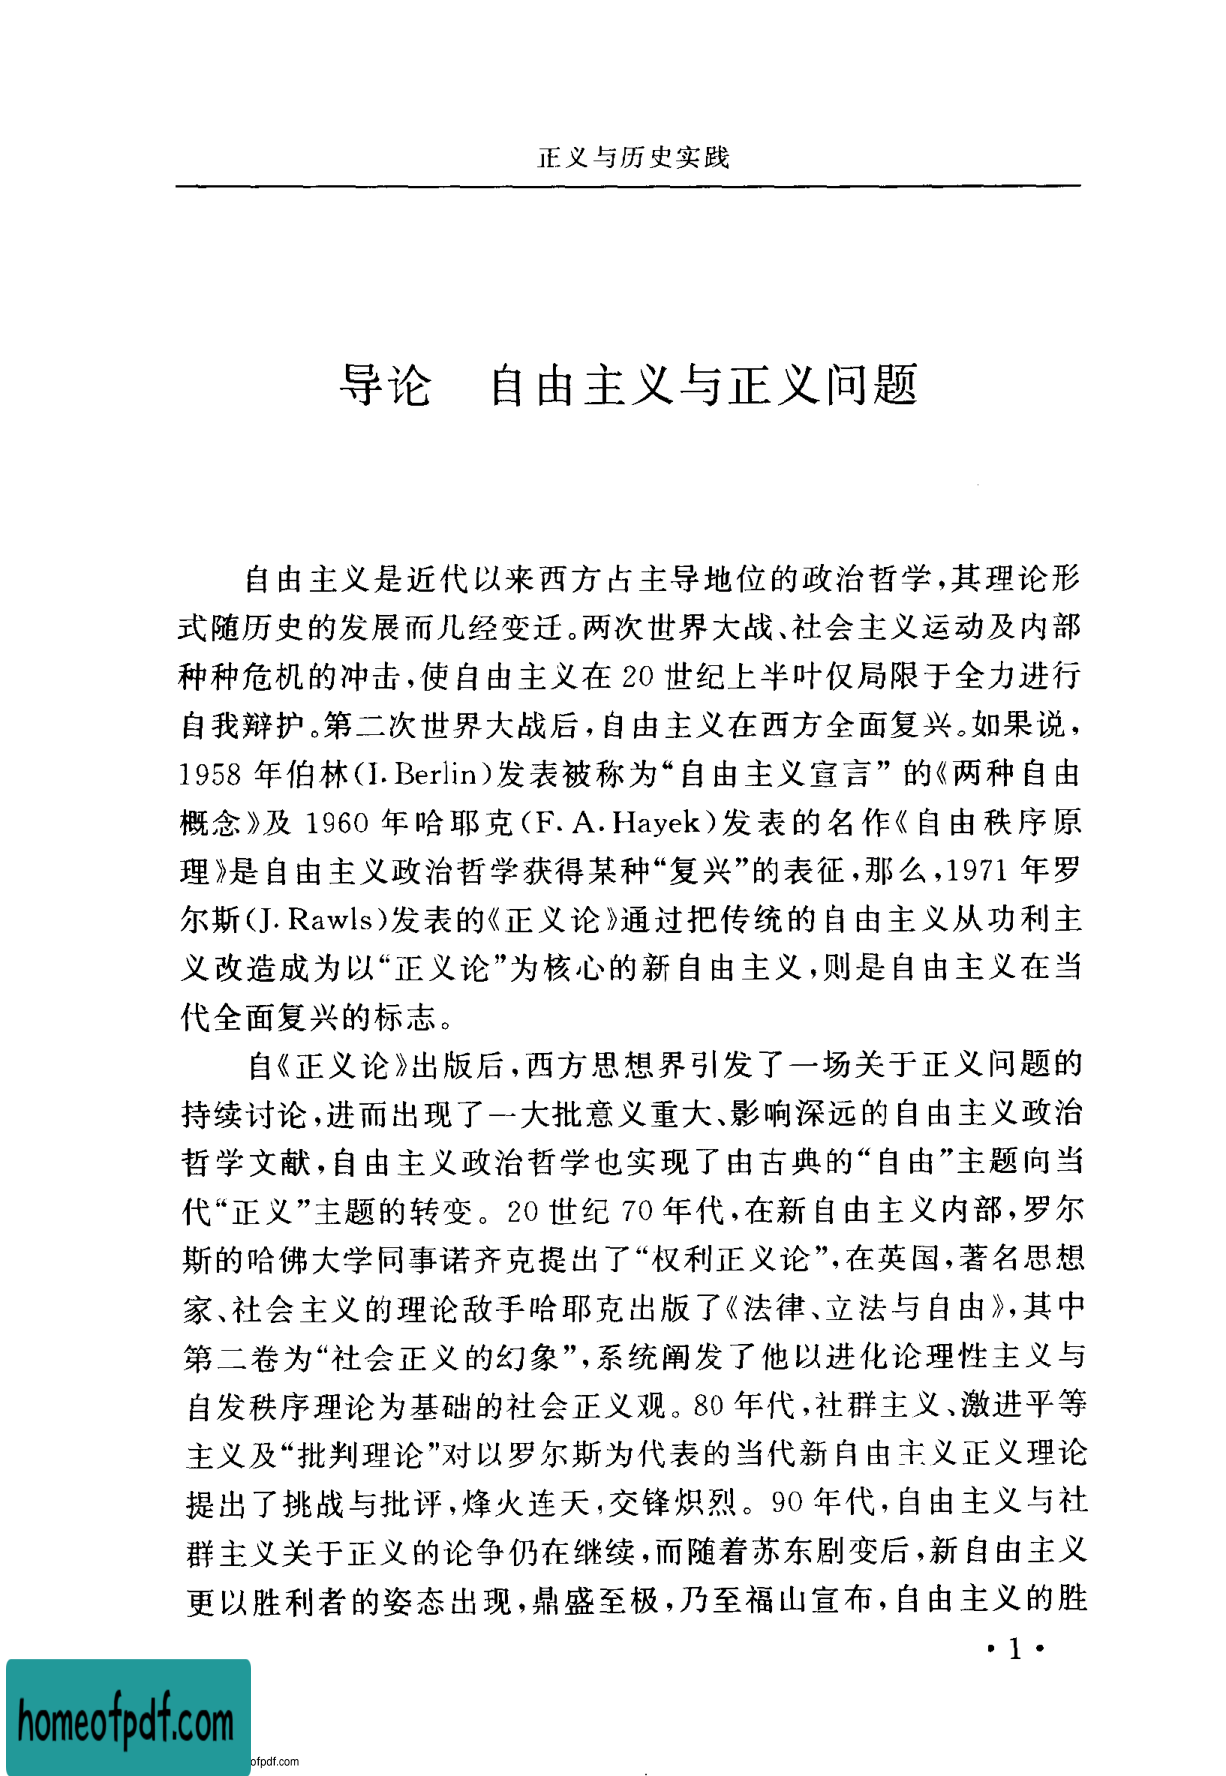 正义与历史实践
导论　自由主义与正义问题
自由主义是近代以来西方占主导地位的政治哲学,其理论形
式随历史的发展而几经变迁。两次世界大战、社会主义运动及内部
种种危机的冲击,使自由主义在 20 世纪上半叶仅局限于全力进行
自我辩护。第二次世界大战后,自由主义在西方全面复兴。如果说,
1958 年伯林(I. Berlin)发表被称为“自由主义宣言” 的《两种自由
概念》及 1960 年哈耶克(F. A. Hayek)发表的名作《自由秩序原
理》是自由主义政治哲学获得某种“复兴”的表征,那么,1971 年罗
尔斯(J. Rawls)发表的《正义论》通过把传统的自由主义从功利主
义改造成为以“正义论”为核心的新自由主义,则是自由主义在当
代全面复兴的标志。
自《正义论》出版后,西方思想界引发了一场关于正义问题的
持续讨论,进而出现了一大批意义重大、影响深远的自由主义政治
哲学文献,自由主义政治哲学也实现了由古典的“自由”主题向当
代“正义”主题的转变。20 世纪 70 年代,在新自由主义内部,罗尔
斯的哈佛大学同事诺齐克提出了“权利正义论”,在英国,著名思想
家、社会主义的理论敌手哈耶克出版了《法律、立法与自由》,其中
第二卷为“社会正义的幻象”,系统阐发了他以进化论理性主义与
自发秩序理论为基础的社会正义观。80 年代,社群主义、激进平等
主义及“批判理论”对以罗尔斯为代表的当代新自由主义正义理论
提出了挑战与批评,烽火连天,交锋炽烈。90 年代,自由主义与社
群主义关于正义的论争仍在继续,而随着苏东剧变后,新自由主义
更以胜利者的姿态出现,鼎盛至极,乃至福山宣布,自由主义的胜
· 1 ·
homeofpdf.com
ofpdf.com